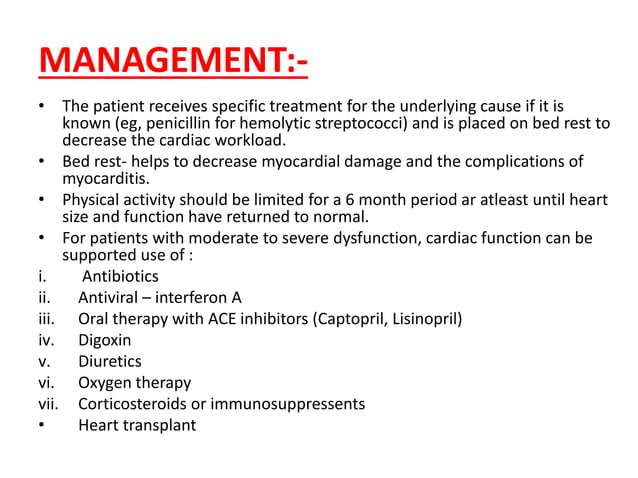 MANAGEMENT:-
• The patient receives specific treatment for the underlying cause if it is
known (eg, penicillin for hemolytic streptococci) and is placed on bed rest to
decrease the cardiac workload.
• Bed rest- helps to decrease myocardial damage and the complications of
myocarditis.
• Physical activity should be limited for a 6 month period ar atleast until heart
size and function have returned to normal.
• For patients with moderate to severe dysfunction, cardiac function can be
supported use of :
i. Antibiotics
ii. Antiviral – interferon A
iii. Oral therapy with ACE inhibitors (Captopril, Lisinopril)
iv. Digoxin
v. Diuretics
vi. Oxygen therapy
vii. Corticosteroids or immunosuppressents
• Heart transplant